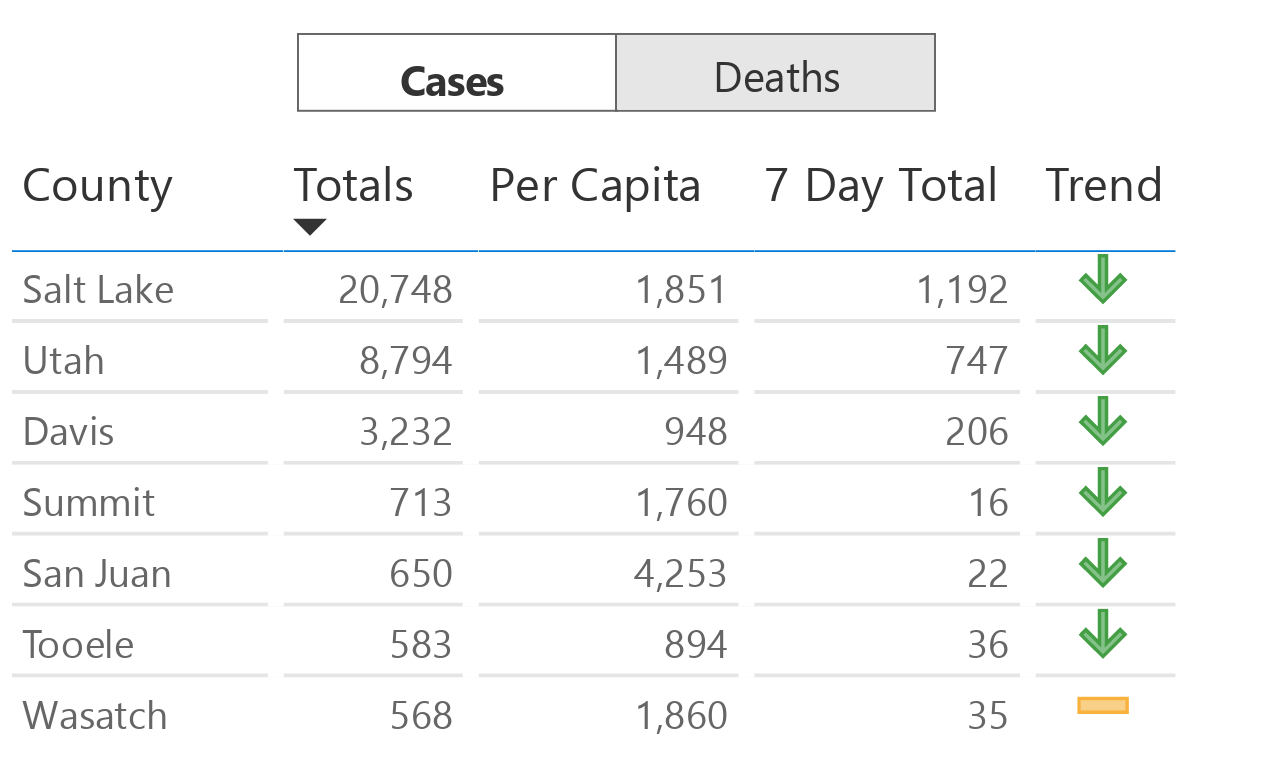 Cases Deaths
County Totals Per Capita 7 Day Total Trend
Salt Lake 20,748 1,851 1,192
Utah 8,794 1,489 747
Davis 3,232 948 206
Summit 713 1,760 16
San Juan 650 4,253 22
Tooele 583 894 36
Wasatch 568 1,860 35